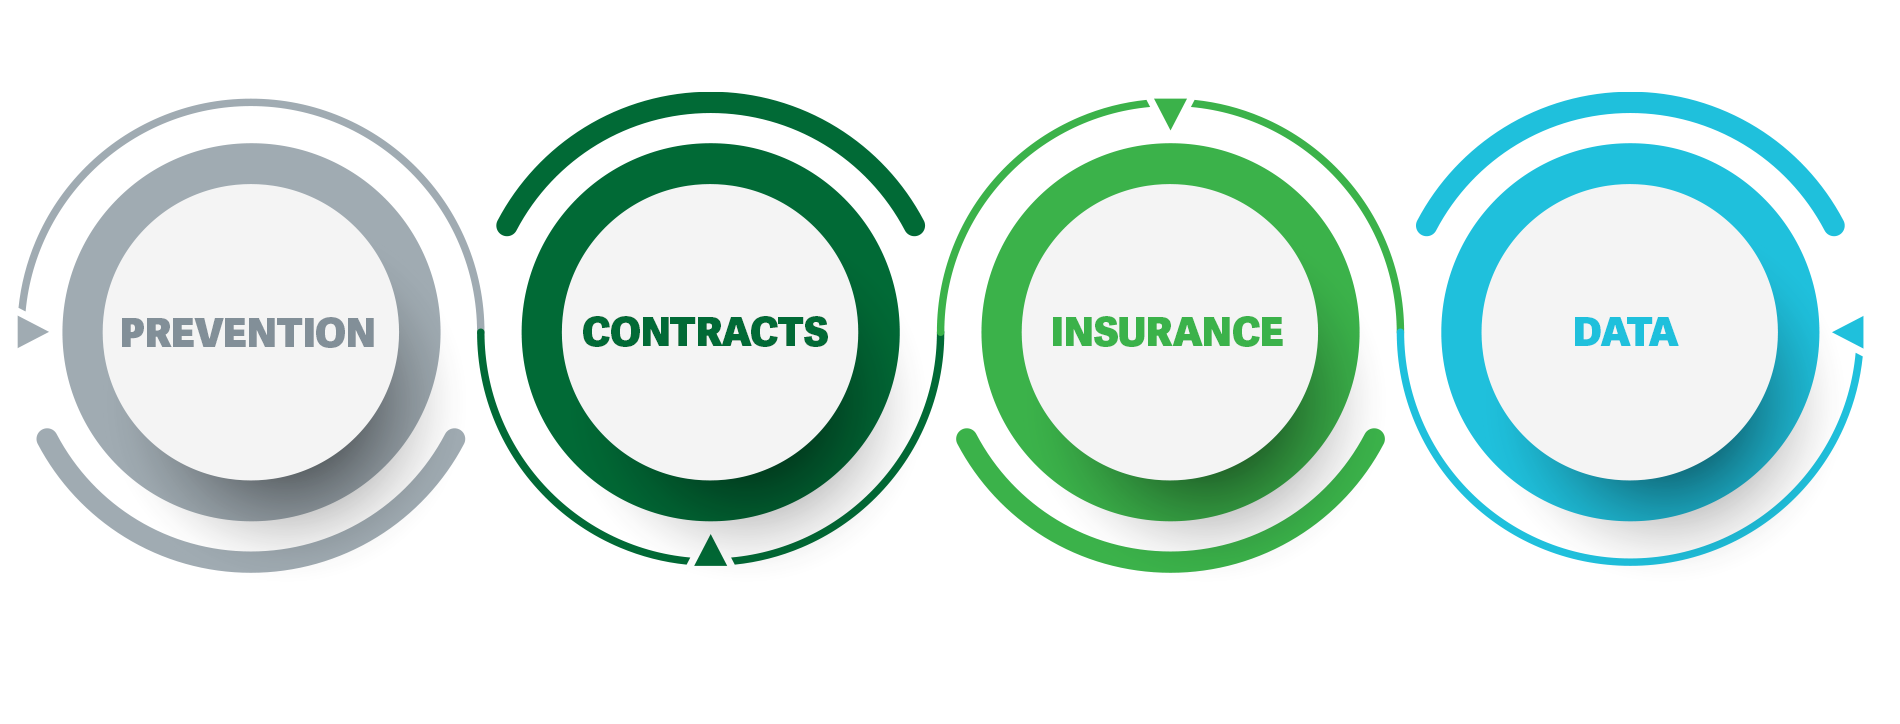 PREVENTION
CONTRACTS
INSURANCE
DATA